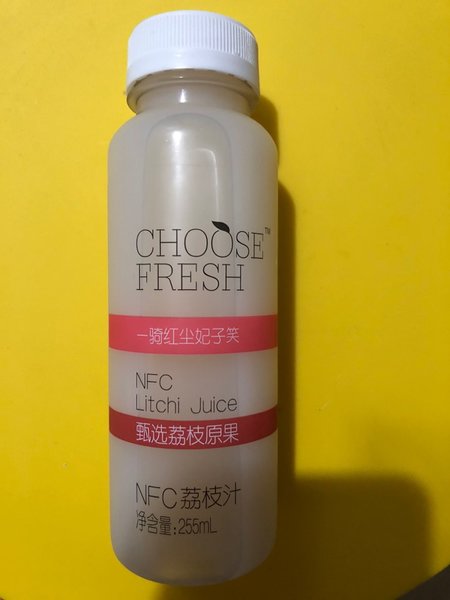 CHOOSE™
FRESH
一骑红尘妃子笑
NFC
Litchi Juice
甄选荔枝原果
NFC荔枝汁
净含量:255mL